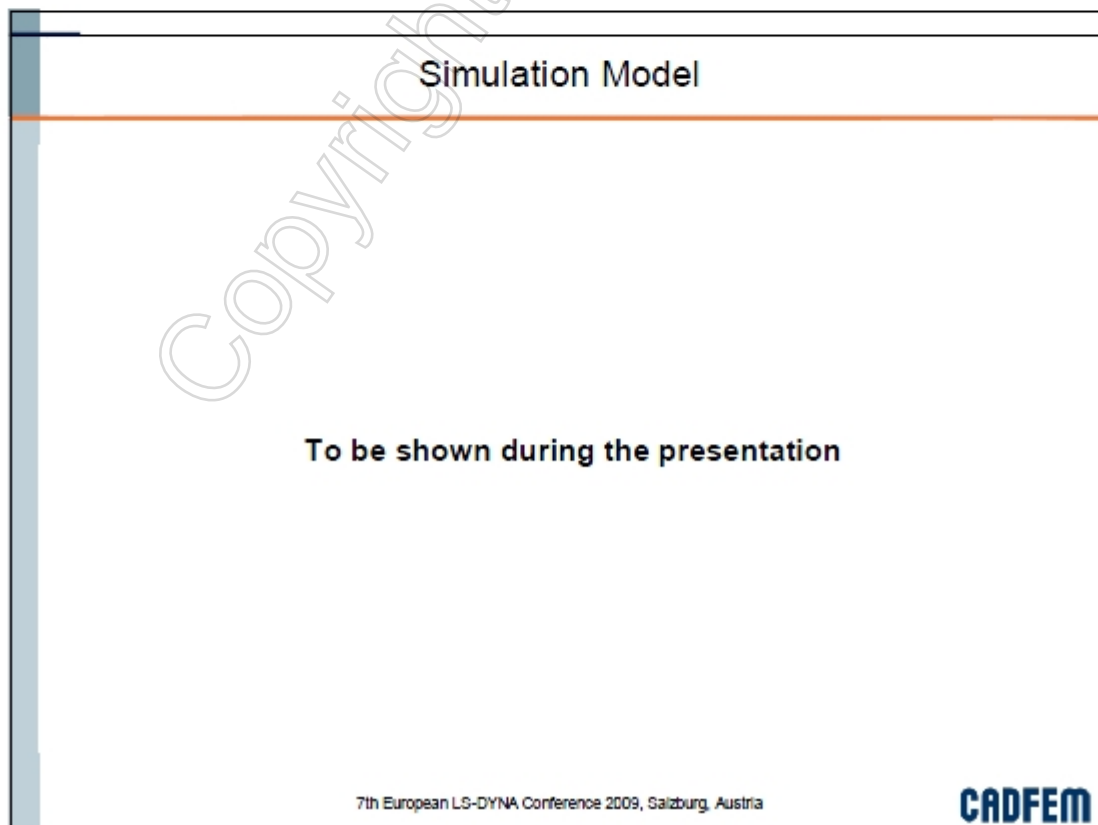 Simulation Model
Copyright
To be shown during the presentation
7th European LS-DYNA Conference 2009, Salzburg, Austria
CADFEM